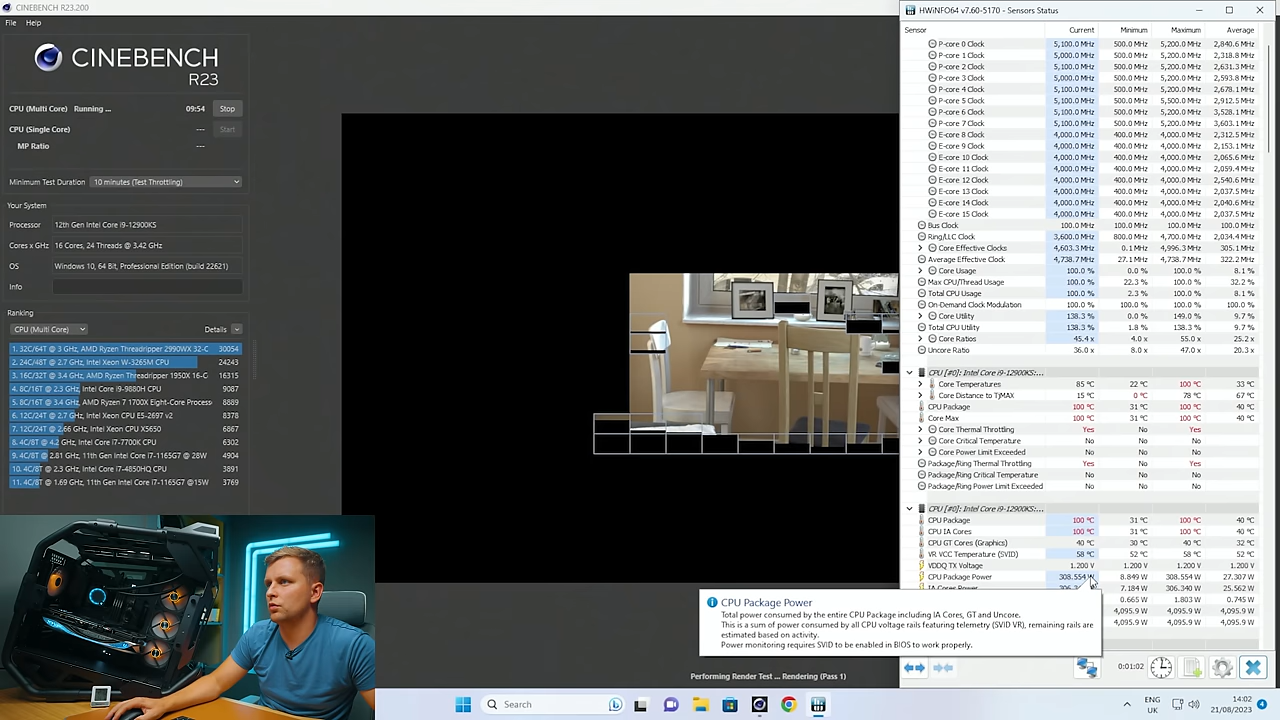 CINEBENCH R23.200
File Help
CINEBENCH
R23
CPU (Multi Core) Running ... 09:54 Stop
CPU (Single Core) --- Start
MP Ratio ---
Minimum Test Duration 10 minutes (Test Throttling)
Your System
Processor 12th Gen Intel Core i9-12900KS
Cores x GHz 16 Cores, 24 Threads @ 3.42 GHz
OS Windows 10, 64 Bit, Professional Edition (build 22621)
Info
Ranking
CPU (Multi Core) Details
1. 32C/64T @ 3 GHz, AMD Ryzen Threadripper 2990WX 32-C 30054
2. 24C/48T @ 2.7 GHz, Intel Xeon W-3265M CPU 24243
3. 16C/32T @ 3.4 GHz, AMD Ryzen Threadripper 1950X 16-C 16315
4. 8C/16T @ 2.3 GHz, Intel Core i9-9880H CPU 9087
5. 8C/16T @ 3.4 GHz, AMD Ryzen 7 1700X Eight-Core Proces 8889
6. 12C/24T @ 2.7 GHz, Intel Xeon CPU E5-2697 v2 8378
7. 12C/24T @ 2.66 GHz, Intel Xeon CPU X5650 6867
8. 4C/8T @ 4.2 GHz, Intel Core i7-7700K CPU 6302
9. 4C/8T @ 2.81 GHz, 11th Gen Intel Core i7-1165G7 @ 28W 4904
10. 4C/8T @ 2.3 GHz, Intel Core i7-4850HQ CPU 3891
11. 4C/8T @ 1.69 GHz, 11th Gen Intel Core i7-1165G7 @15W 3769
Performing Render Test ... Rendering (Pass 1)
HWiNFO64 v7.60-5170 - Sensors Status
Sensor Current Minimum Maximum Average
P-core 0 Clock 5,100.0 MHz 500.0 MHz 5,200.0 MHz 2,840.6 MHz
P-core 1 Clock 5,000.0 MHz 500.0 MHz 5,200.0 MHz 2,318.8 MHz
P-core 2 Clock 5,100.0 MHz 500.0 MHz 5,200.0 MHz 2,631.3 MHz
P-core 3 Clock 5,000.0 MHz 500.0 MHz 5,200.0 MHz 2,593.8 MHz
P-core 4 Clock 5,100.0 MHz 500.0 MHz 5,200.0 MHz 2,678.1 MHz
P-core 5 Clock 5,100.0 MHz 500.0 MHz 5,200.0 MHz 2,912.5 MHz
P-core 6 Clock 5,100.0 MHz 500.0 MHz 5,200.0 MHz 3,528.1 MHz
P-core 7 Clock 5,100.0 MHz 500.0 MHz 5,200.0 MHz 3,603.1 MHz
E-core 8 Clock 4,000.0 MHz 400.0 MHz 4,000.0 MHz 2,312.5 MHz
E-core 9 Clock 4,000.0 MHz 400.0 MHz 4,000.0 MHz 2,153.1 MHz
E-core 10 Clock 4,000.0 MHz 400.0 MHz 4,000.0 MHz 2,065.6 MHz
E-core 11 Clock 4,000.0 MHz 400.0 MHz 4,000.0 MHz 2,059.4 MHz
E-core 12 Clock 4,000.0 MHz 400.0 MHz 4,000.0 MHz 2,540.6 MHz
E-core 13 Clock 4,000.0 MHz 400.0 MHz 4,000.0 MHz 2,037.5 MHz
E-core 14 Clock 4,000.0 MHz 400.0 MHz 4,000.0 MHz 2,040.6 MHz
E-core 15 Clock 4,000.0 MHz 400.0 MHz 4,000.0 MHz 2,037.5 MHz
Bus Clock 100.0 MHz 100.0 MHz 100.0 MHz 100.0 MHz
Ring/LLC Clock 3,600.0 MHz 800.0 MHz 4,700.0 MHz 2,034.4 MHz
Core Effective Clocks 4,603.3 MHz 0.1 MHz 4,996.3 MHz 305.1 MHz
Average Effective Clock 4,738.7 MHz 27.1 MHz 4,738.7 MHz 322.2 MHz
Core Usage 100.0 % 0.0 % 100.0 % 8.1 %
Max CPU/Thread Usage 100.0 % 22.3 % 100.0 % 32.2 %
Total CPU Usage 100.0 % 2.3 % 100.0 % 8.1 %
On-Demand Clock Modulation 100.0 % 100.0 % 100.0 % 100.0 %
Core Utility 138.3 % 0.0 % 149.0 % 9.7 %
Total CPU Utility 138.3 % 1.8 % 138.3 % 9.7 %
Core Ratios 45.4 x 4.0 x 55.0 x 25.2 x
Uncore Ratio 36.0 x 8.0 x 47.0 x 20.3 x
CPU [#0]: Intel Core i9-12900KS:...
Core Temperatures 85 °C 22 °C 100 °C 33 °C
Core Distance to TjMAX 15 °C 0 °C 78 °C 67 °C
CPU Package 100 °C 31 °C 100 °C 40 °C
Core Max 100 °C 31 °C 100 °C 40 °C
Core Thermal Throttling Yes No Yes
Core Critical Temperature No No No
Core Power Limit Exceeded No No No
Package/Ring Thermal Throttling Yes No Yes
Package/Ring Critical Temperature No No No
Package/Ring Power Limit Exceeded No No No
CPU [#0]: Intel Core i9-12900KS:...
CPU Package 100 °C 31 °C 100 °C 40 °C
CPU IA Cores 100 °C 31 °C 100 °C 40 °C
CPU GT Cores (Graphics) 40 °C 30 °C 40 °C 32 °C
VR VCC Temperature (SVID) 58 °C 52 °C 58 °C 52 °C
VDDQ TX Voltage 1.200 V 1.200 V 1.200 V 1.200 V
CPU Package Power 308.554 W 8.849 W 308.554 W 27.307 W
IA Cores Power 7.184 W 306.340 W 25.562 W
0.665 W 1.803 W 0.745 W
4,095.9 W 4,095.9 W 4,095.9 W
4,095.9 W 4,095.9 W 4,095.9 W
CPU Package Power
Total power consumed by the entire CPU Package including IA Cores, GT and Uncore.
This is a sum of power consumed by all CPU voltage rails featuring telemetry (SVID VR), remaining rails are
estimated based on activity.
Power monitoring requires SVID to be enabled in BIOS to work properly.
0:01:02
Search
ENG
UK
14:02
21/08/2023